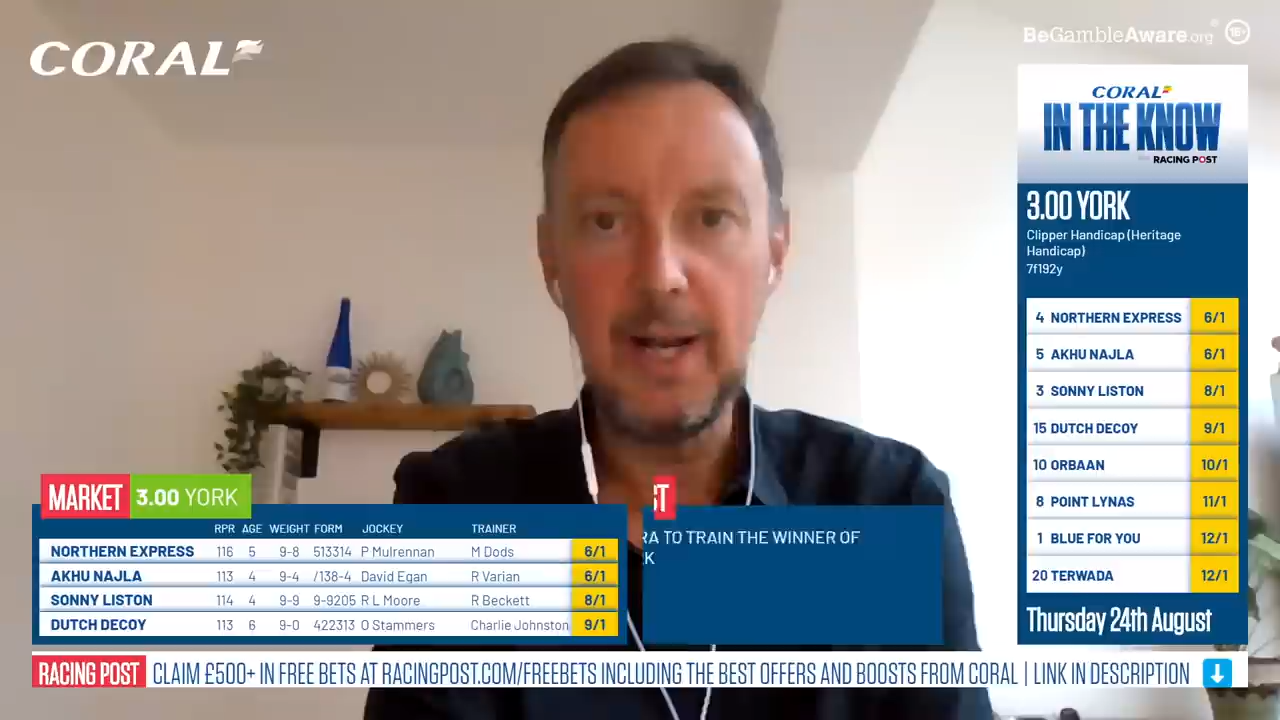 CORAL
BeGambleAware.org
18+
CORAL
IN THE KNOW
RACING POST
3.00 YORK
Clipper Handicap (Heritage
Handicap)
7f192y
4 NORTHERN EXPRESS 6/1
5 AKHU NAJLA 6/1
3 SONNY LISTON 8/1
15 DUTCH DECOY 9/1
10 ORBAAN 10/1
8 POINT LYNAS 11/1
1 BLUE FOR YOU 12/1
20 TERWADA 12/1
Thursday 24th August
MARKET 3.00 YORK
RPR AGE WEIGHT FORM JOCKEY TRAINER
NORTHERN EXPRESS 116 5 9-8 513314 P Mulrennan M Dods 6/1
AKHU NAJLA 113 4 9-4 /138-4 David Egan R Varian 6/1
SONNY LISTON 114 4 9-9 9-9205 R L Moore R Beckett 8/1
DUTCH DECOY 113 6 9-0 422313 O Stammers Charlie Johnston 9/1
ST
RA TO TRAIN THE WINNER OF
K
RACING POST CLAIM £500+ IN FREE BETS AT RACINGPOST.COM/FREEBETS INCLUDING THE BEST OFFERS AND BOOSTS FROM CORAL | LINK IN DESCRIPTION